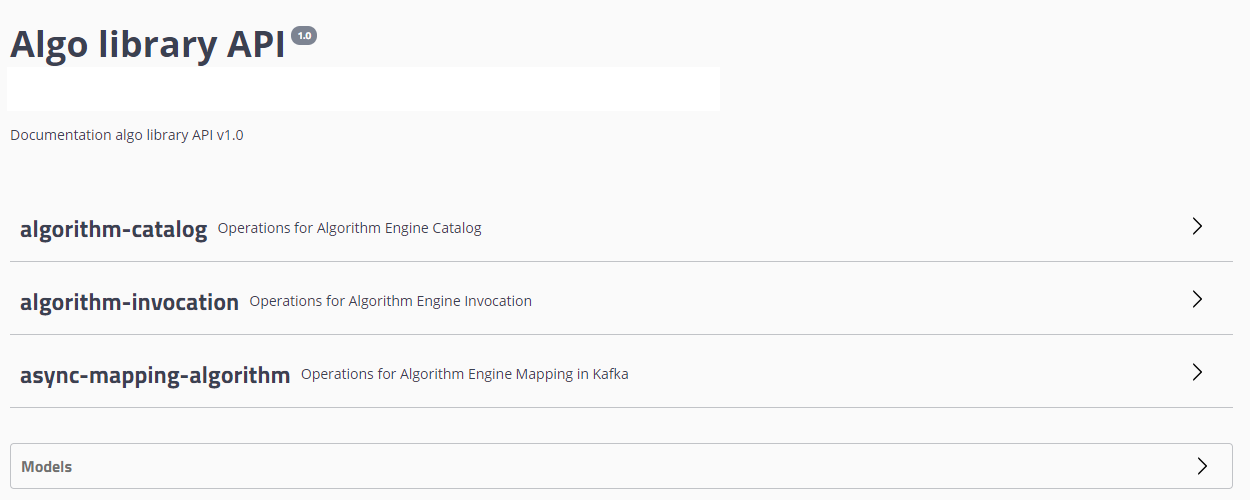 Algo library API 1.0
Documentation algo library API v1.0
algorithm-catalog Operations for Algorithm Engine Catalog
algorithm-invocation Operations for Algorithm Engine Invocation
async-mapping-algorithm Operations for Algorithm Engine Mapping in Kafka
Models